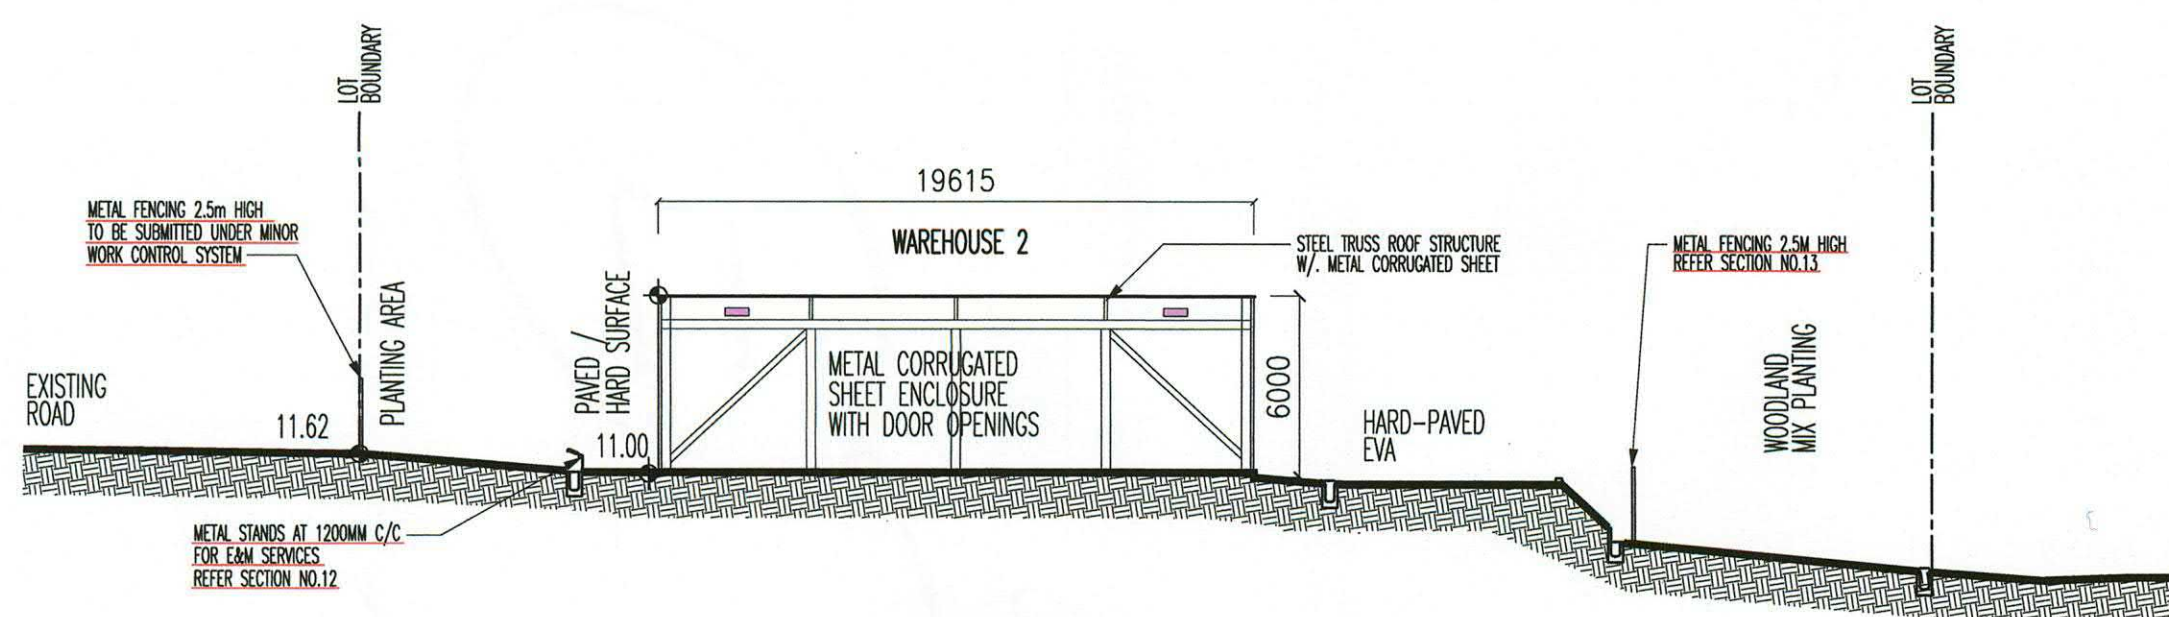 LOT
BOUNDARY
LOT
BOUNDARY
19615
WAREHOUSE 2
METAL FENCING 2.5m HIGH
TO BE SUBMITTED UNDER MINOR
WORK CONTROL SYSTEM
STEEL TRUSS ROOF STRUCTURE
W/. METAL CORRUGATED SHEET
METAL FENCING 2.5M HIGH
REFER SECTION NO.13
PLANTING AREA
PAVED /
HARD SURFACE
METAL CORRUGATED
SHEET ENCLOSURE
WITH DOOR OPENINGS
6000
WOODLAND
MIX PLANTING
EXISTING
ROAD
11.62
11.00
HARD-PAVED
EVA
METAL STANDS AT 1200MM C/C
FOR E&M SERVICES
REFER SECTION NO.12